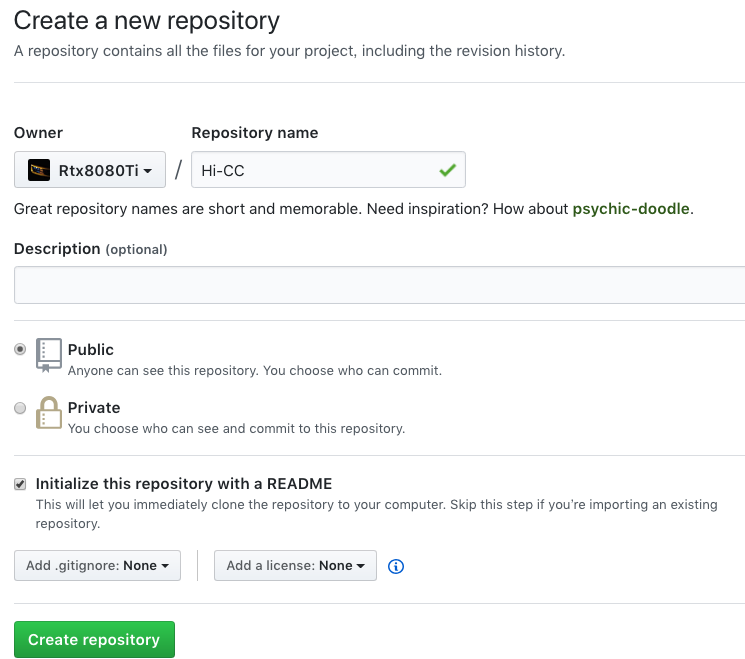 Create a new repository
A repository contains all the files for your project, including the revision history.
Owner
Repository name
Rtx8080Ti
/
Hi-CC
Great repository names are short and memorable. Need inspiration? How about psychic-doodle.
Description (optional)
Public
Anyone can see this repository. You choose who can commit.
Private
You choose who can see and commit to this repository.
Initialize this repository with a README
This will let you immediately clone the repository to your computer. Skip this step if you’re importing an existing
repository.
Add .gitignore: None
Add a license: None
Create repository